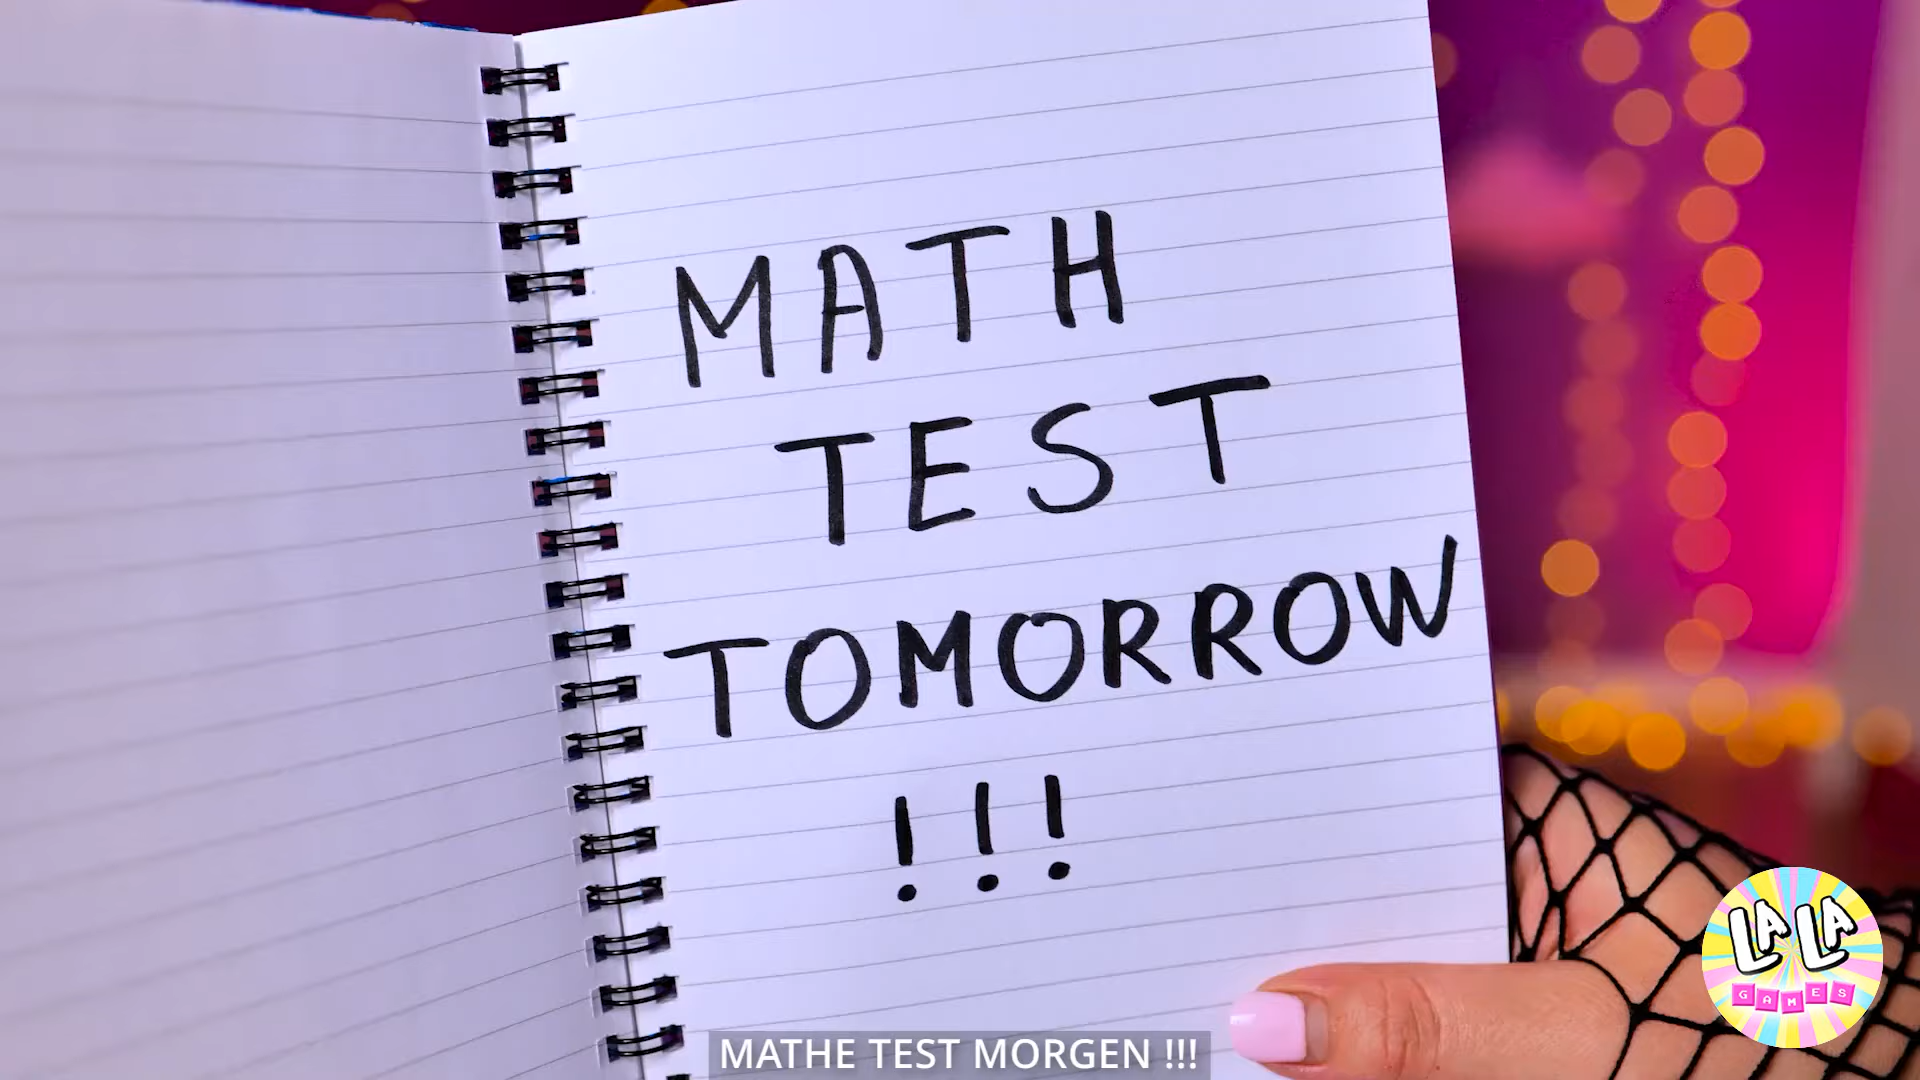 MATH
TEST
TOMORROW
!!!
LA LA
GAMES
MATHE TEST MORGEN !!!